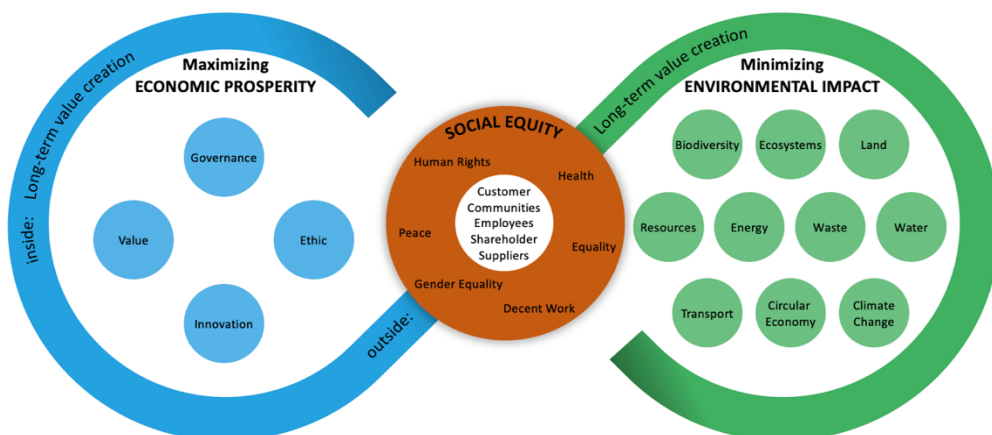 inside: Long-term value creation
Maximizing
ECONOMIC PROSPERITY
Governance
Value
Ethic
Innovation
outside: Long-term value creation
SOCIAL EQUITY
Human Rights
Health
Peace
Equality
Gender Equality
Decent Work
Customer
Communities
Employees
Shareholder
Suppliers
Minimizing
ENVIRONMENTAL IMPACT
Biodiversity
Ecosystems
Land
Resources
Energy
Waste
Water
Transport
Circular
Economy
Climate
Change